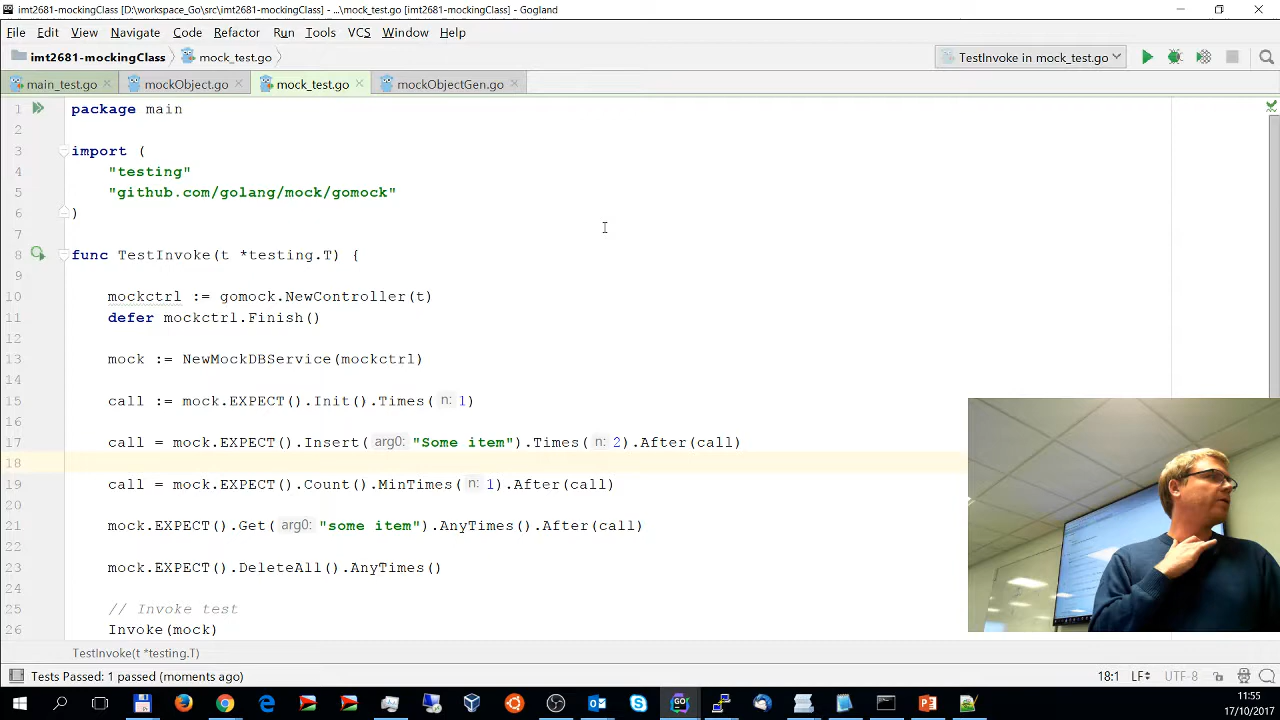 imt2681-mockingClass [D:\workspace_Go\src\imt2681-mockingClass] - ...\mock_test.go [imt2681-mockingClass] - Gogland
File Edit View Navigate Code Refactor Run Tools VCS Window Help
imt2681-mockingClass mock_test.go TestInvoke in mock_test.go
main_test.go mockObject.go mock_test.go mockObjectGen.go
1 package main
2
3 import (
4 "testing"
5 "github.com/golang/mock/gomock"
6 )
7
8 func TestInvoke(t *testing.T) {
9
10 mockctrl := gomock.NewController(t)
11 defer mockctrl.Finish()
12
13 mock := NewMockDBService(mockctrl)
14
15 call := mock.EXPECT().Init().Times( n: 1)
16
17 call = mock.EXPECT().Insert( arg0: "Some item").Times( n: 2).After(call)
18
19 call = mock.EXPECT().Count().MinTimes( n: 1).After(call)
20
21 mock.EXPECT().Get( arg0: "some item").AnyTimes().After(call)
22
23 mock.EXPECT().DeleteAll().AnyTimes()
24
25 // Invoke test
26 Invoke(mock)
TestInvoke(t *testing.T)
Tests Passed: 1 passed (moments ago) 18:1 LF UTF-8
11:55
17/10/2017